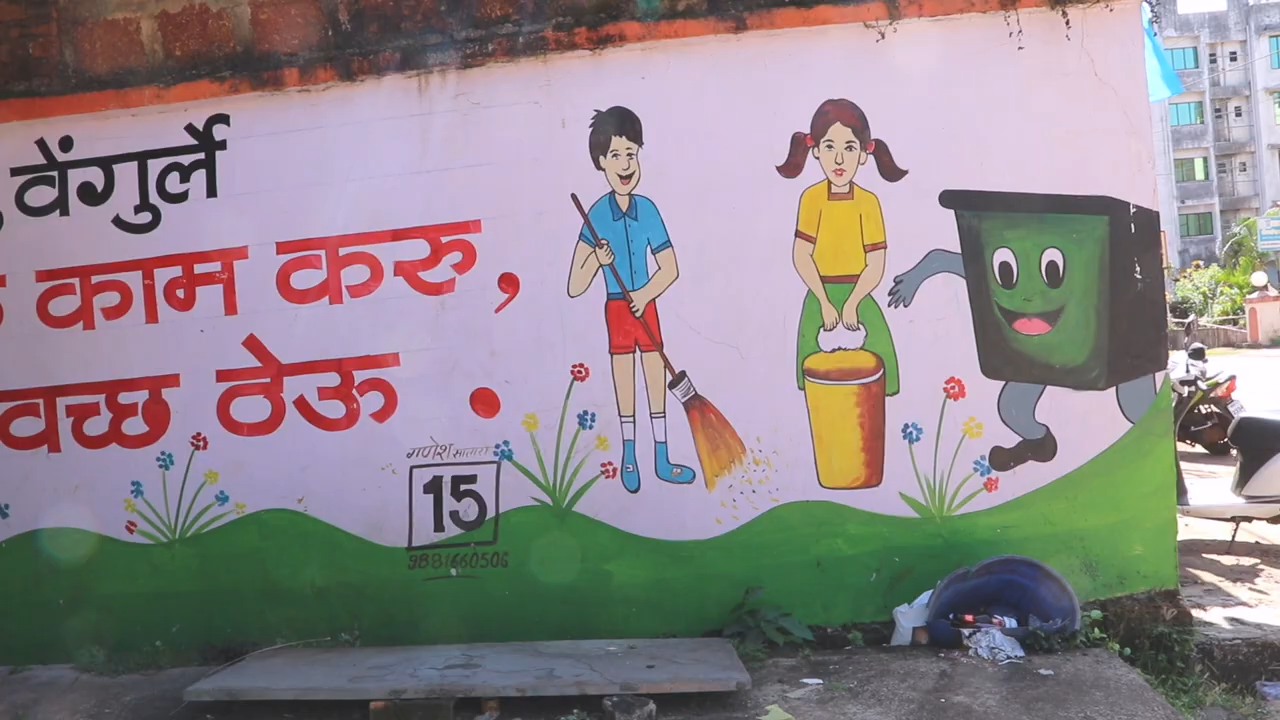 वेंगुर्ले
काम करु,
वच्छ ठेऊ .
गणेश सातारा
15
9881660506